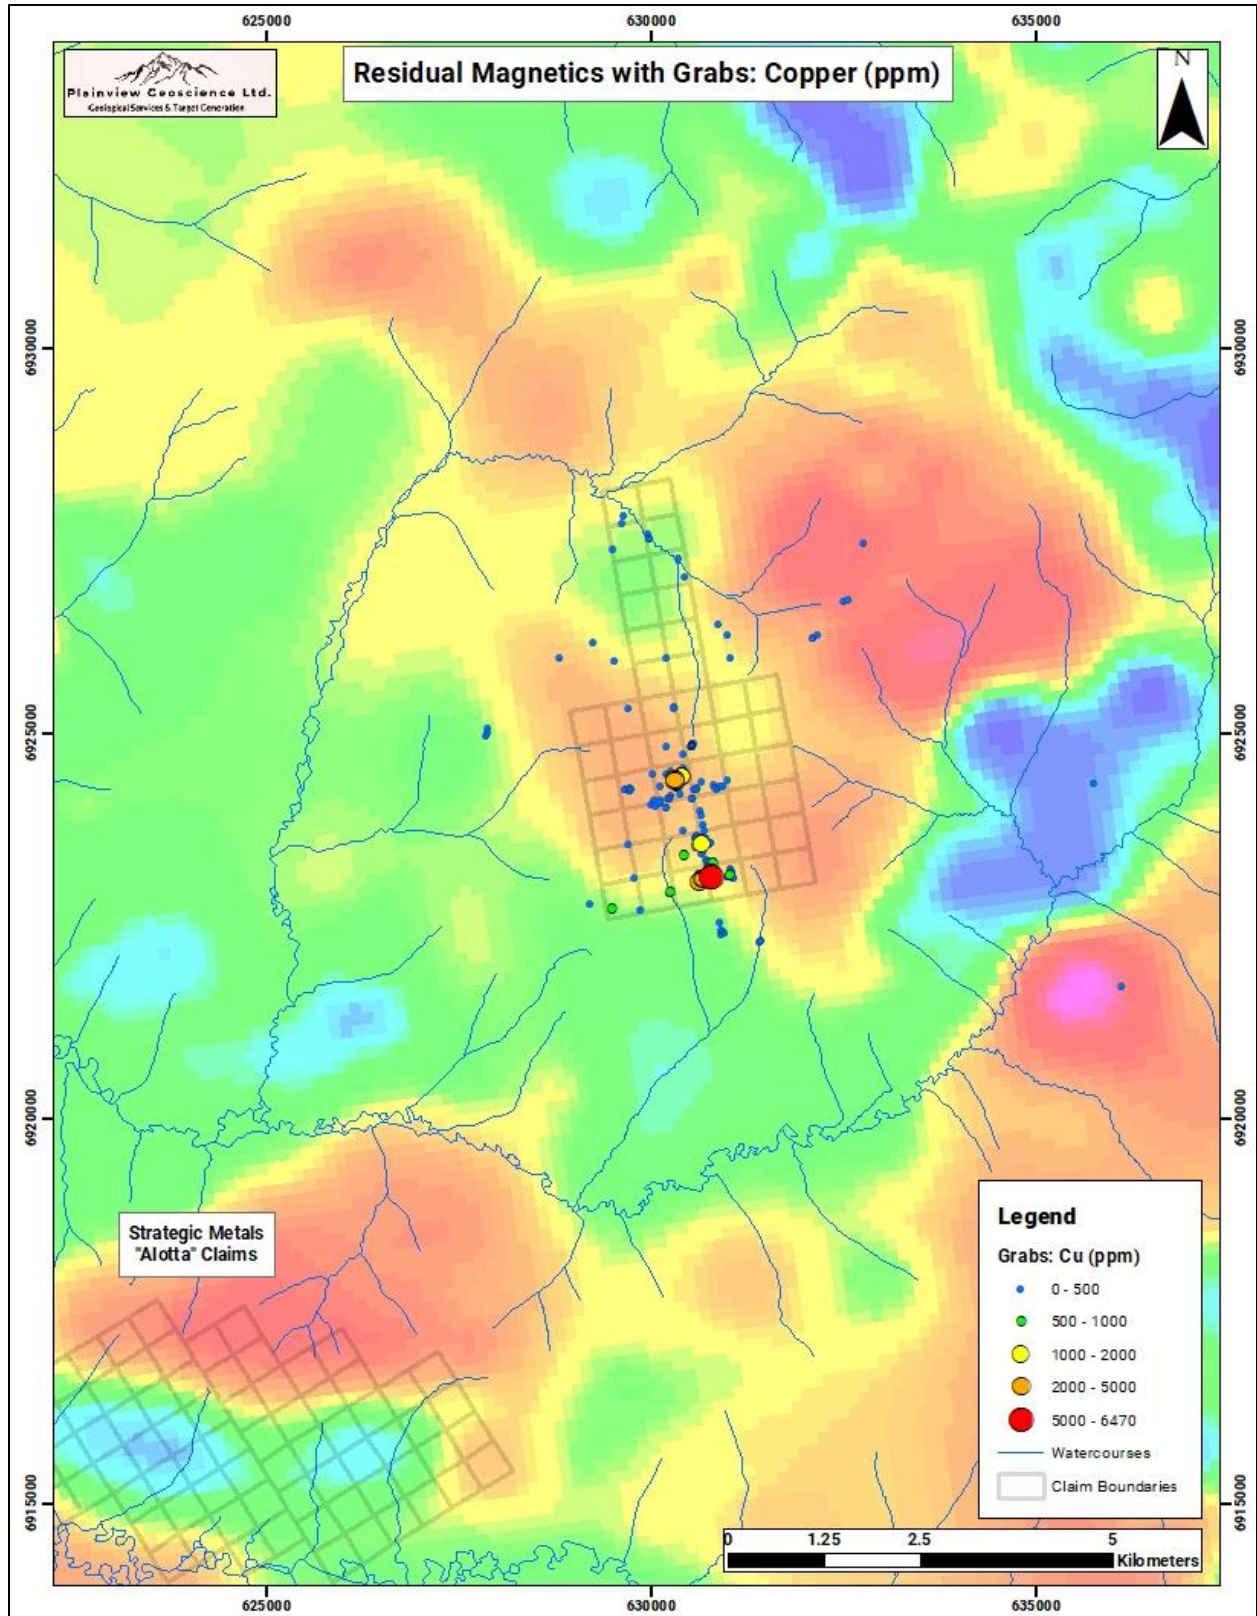 625000
630000
635000
Plainview Geoscience Ltd.
Geological Services & Target Generation
Residual Magnetics with Grabs: Copper (ppm)
N
6930000
6930000
6925000
6925000
6920000
6920000
Strategic Metals
"Alotta" Claims
Legend
Grabs: Cu (ppm)
0 - 500
500 - 1000
1000 - 2000
2000 - 5000
5000 - 6470
Watercourses
Claim Boundaries
6915000
6915000
0 1.25 2.5 5
Kilometers
625000
630000
635000